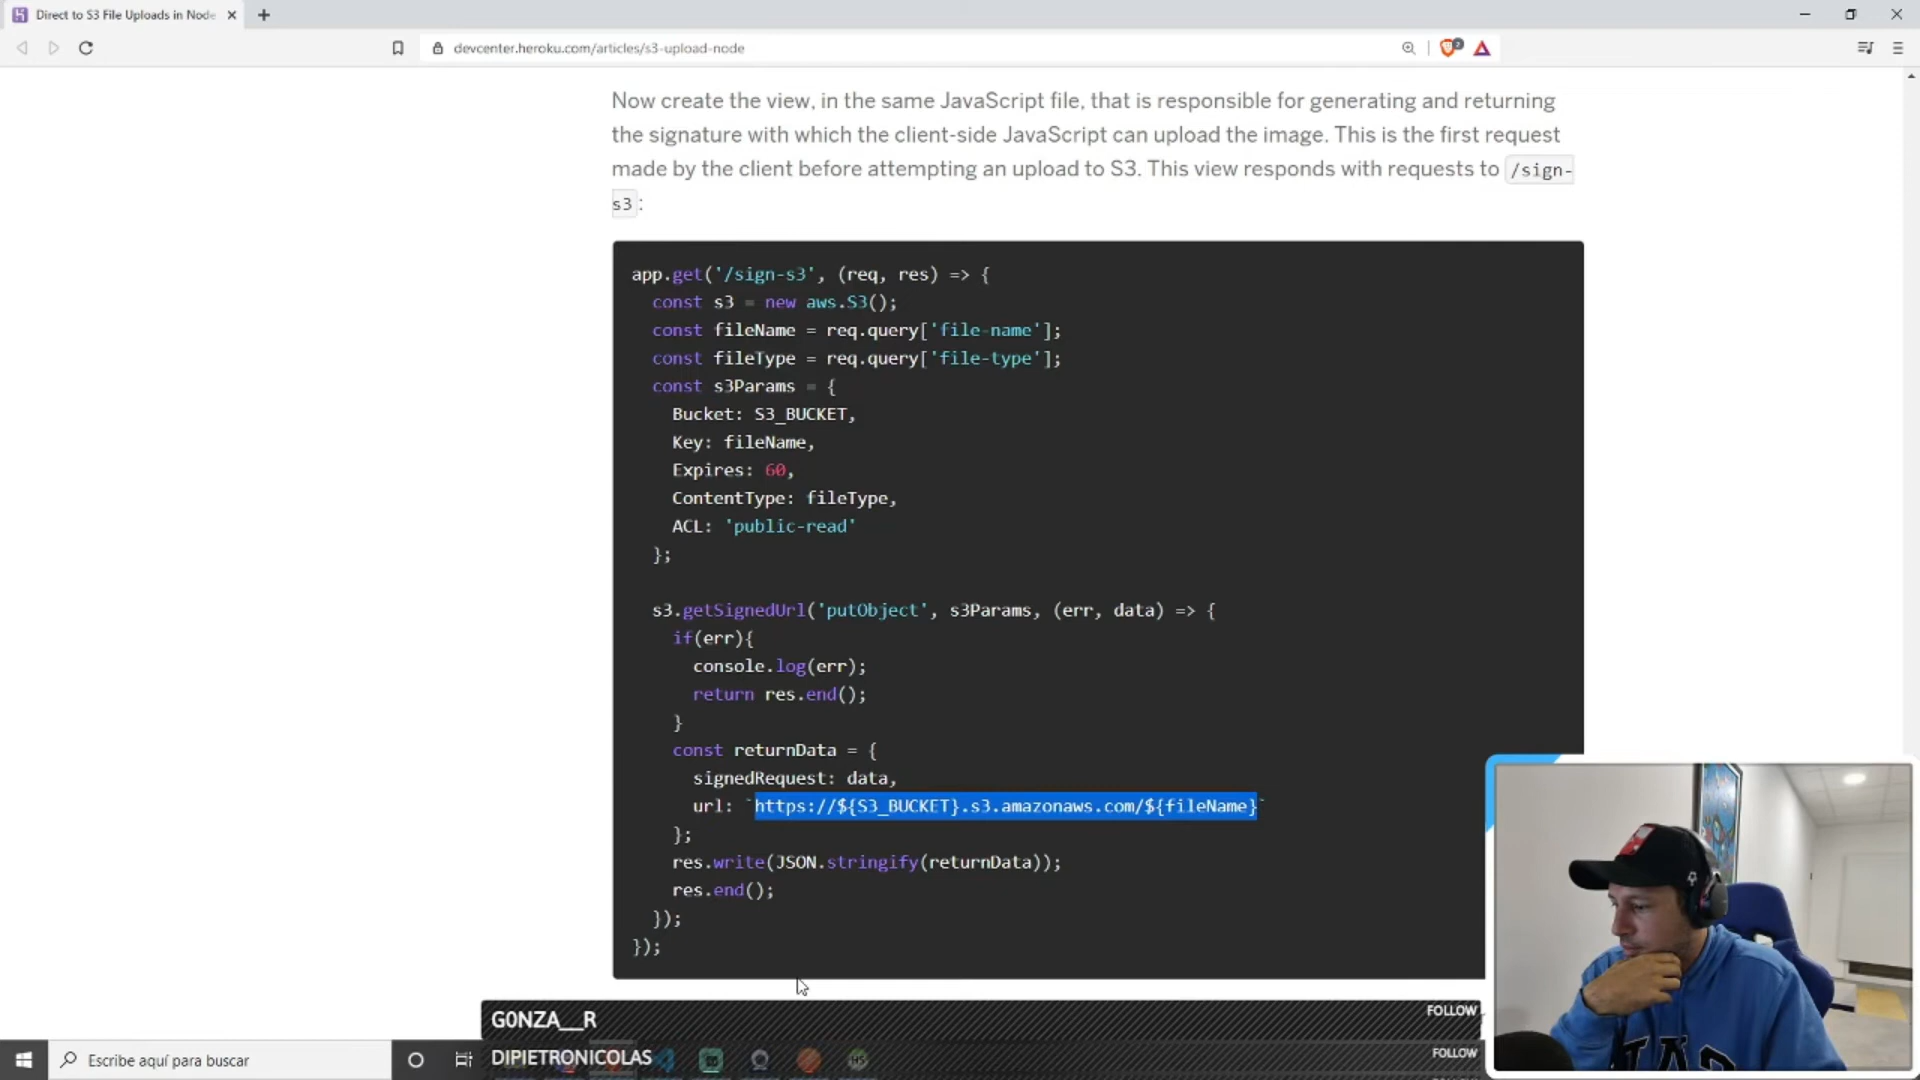 Direct to S3 File Uploads in Node
devcenter.heroku.com/articles/s3-upload-node
2
Now create the view, in the same JavaScript file, that is responsible for generating and returning
the signature with which the client-side JavaScript can upload the image. This is the first request
made by the client before attempting an upload to S3. This view responds with requests to /sign-
s3:
app.get('/sign-s3', (req, res) => {
const s3 = new aws.S3();
const fileName = req.query['file-name'];
const fileType = req.query['file-type'];
const s3Params = {
Bucket: S3_BUCKET,
Key: fileName,
Expires: 60,
ContentType: fileType,
ACL: 'public-read'
};
s3.getSignedUrl('putObject', s3Params, (err, data) => {
if(err){
console.log(err);
return res.end();
}
const returnData = {
signedRequest: data,
url: `https://${S3_BUCKET}.s3.amazonaws.com/${fileName}`
};
res.write(JSON.stringify(returnData));
res.end();
});
});
G0NZA__R
FOLLOW
DIPIETRONICOLAS
FOLLOW
Escribe aquí para buscar